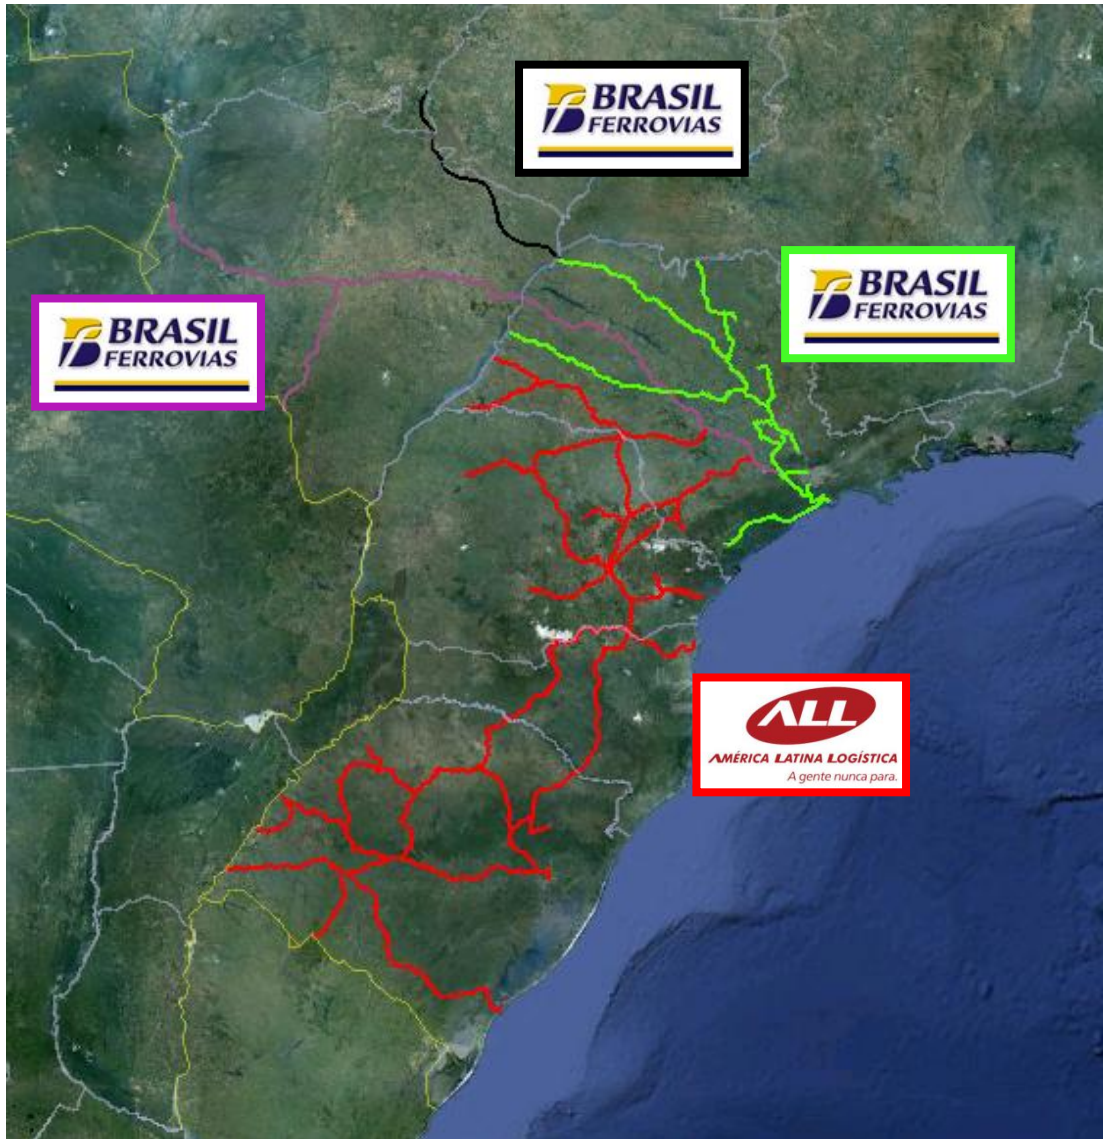 BRASIL
FERROVIAS
BRASIL
FERROVIAS
BRASIL
FERROVIAS
ALL
AMÉRICA LATINA LOGÍSTICA
A gente nunca para.